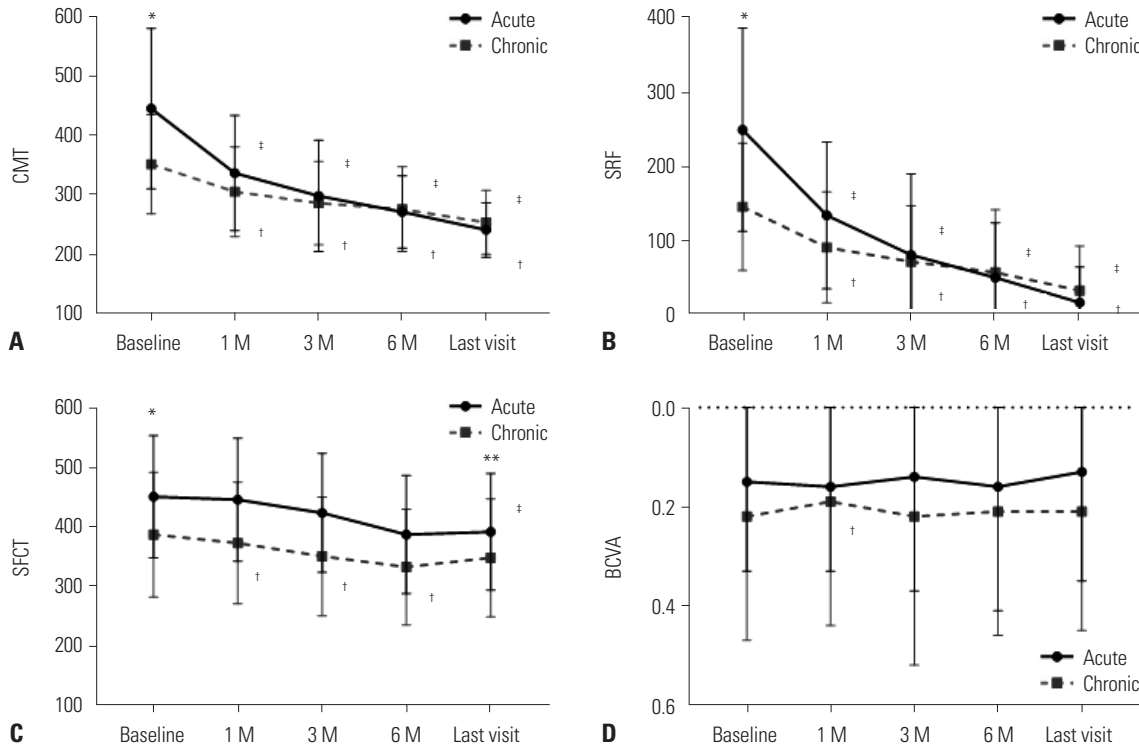 600
500
400
300
200
100
CMT
*
‡
‡
‡
‡
†
†
†
†
Acute
Chronic
A
Baseline
1 M
3 M
6 M
Last visit
400
300
200
100
0
SRF
*
‡
‡
‡
‡
†
†
†
†
Acute
Chronic
B
Baseline
1 M
3 M
6 M
Last visit
600
500
400
300
200
100
SFCT
*
**
‡
†
†
†
Acute
Chronic
C
Baseline
1 M
3 M
6 M
Last visit
0.0
0.2
0.4
0.6
BCVA
†
Acute
Chronic
D
Baseline
1 M
3 M
6 M
Last visit